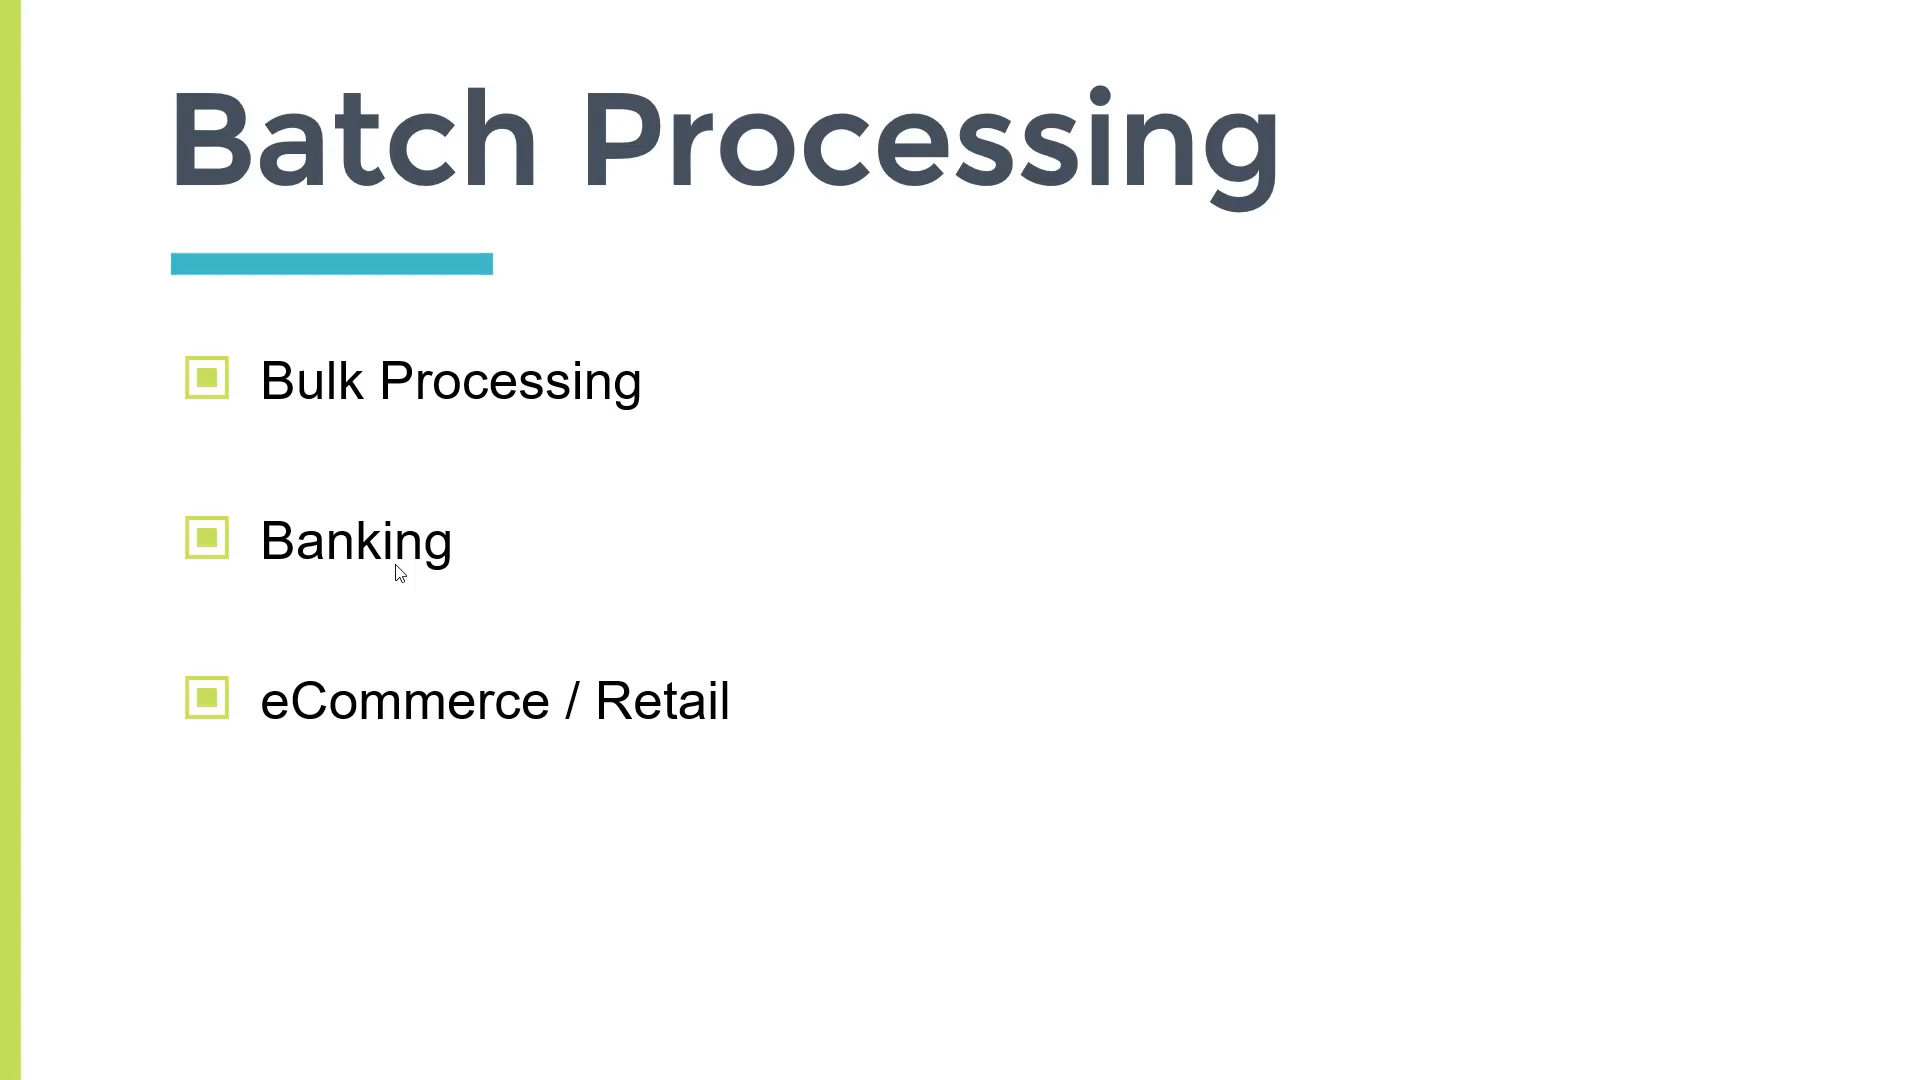 Batch Processing
Bulk Processing
Banking
eCommerce / Retail